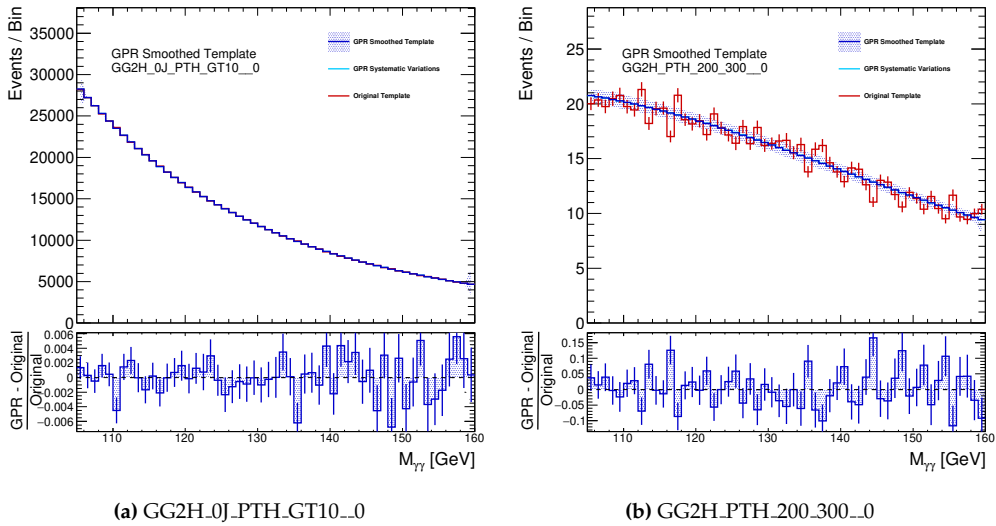 Events / Bin
35000
30000
25000
20000
15000
10000
5000
0
GPR Smoothed Template
GG2H_0J_PTH_GT10__0
GPR Smoothed Template
GPR Systematic Variations
Original Template
GPR - Original
Original
0.006
0.004
0.002
0
−0.002
−0.004
−0.006
110 120 130 140 150 160
Mγγ [GeV]
(a) GG2H_0J_PTH_GT10__0
Events / Bin
25
20
15
10
5
0
GPR Smoothed Template
GG2H_PTH_200_300__0
GPR Smoothed Template
GPR Systematic Variations
Original Template
GPR - Original
Original
0.15
0.1
0.05
0
−0.05
−0.1
110 120 130 140 150 160
Mγγ [GeV]
(b) GG2H_PTH_200_300__0